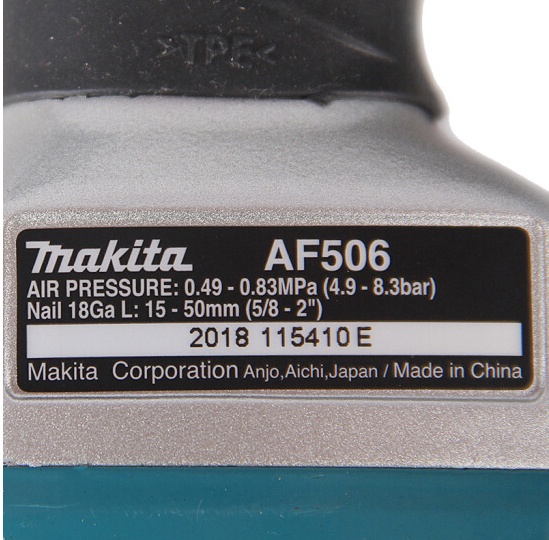 >TPE<
makita AF506
AIR PRESSURE: 0.49 - 0.83MPa (4.9 - 8.3bar)
Nail 18Ga L: 15 - 50mm (5/8 - 2")
2018 115410 E
Makita Corporation Anjo,Aichi,Japan / Made in China